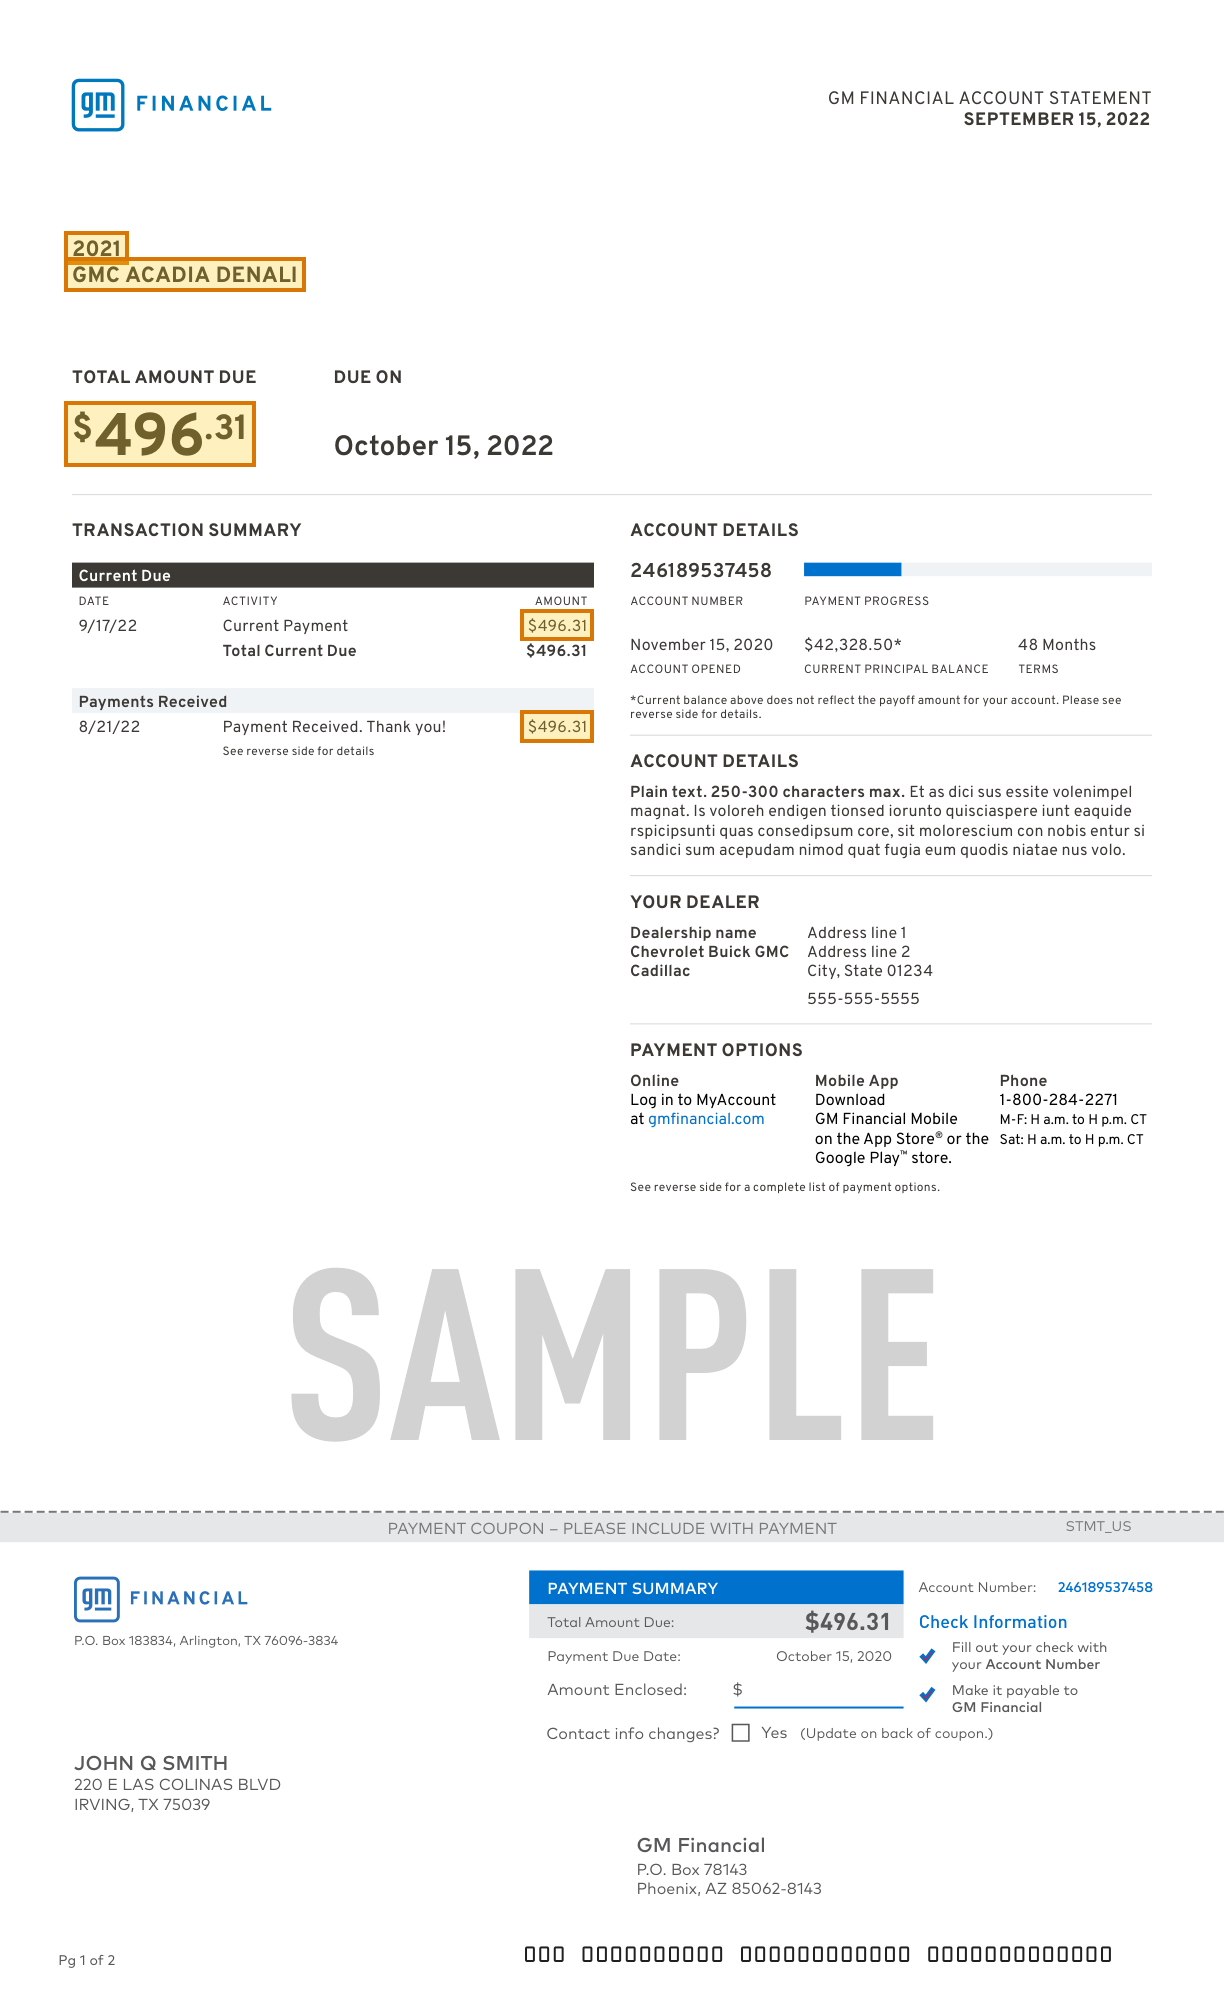 gm FINANCIAL
GM FINANCIAL ACCOUNT STATEMENT
SEPTEMBER 15, 2022
2021
GMC ACADIA DENALI
TOTAL AMOUNT DUE
$496.31
DUE ON
October 15, 2022
TRANSACTION SUMMARY
Current Due
DATE ACTIVITY AMOUNT
9/17/22 Current Payment $496.31
Total Current Due $496.31
Payments Received
8/21/22 Payment Received. Thank you! $496.31
See reverse side for details
ACCOUNT DETAILS
246189537458
ACCOUNT NUMBER PAYMENT PROGRESS
November 15, 2020 $42,328.50* 48 Months
ACCOUNT OPENED CURRENT PRINCIPAL BALANCE TERMS
*Current balance above does not reflect the payoff amount for your account. Please see
reverse side for details.
ACCOUNT DETAILS
Plain text. 250-300 characters max. Et as dici sus essite volenimpel
magnat. Is voloreh endigen tionsed iorunto quisciaspere iunt eaquide
rspicipsunti quas consedipsum core, sit molorescium con nobis entur si
sandici sum acepudam nimod quat fugia eum quodis niatae nus volo.
YOUR DEALER
Dealership name
Chevrolet Buick GMC
Cadillac
Address line 1
Address line 2
City, State 01234
555-555-5555
PAYMENT OPTIONS
Online
Log in to MyAccount
at gmfinancial.com
Mobile App
Download
GM Financial Mobile
on the App Store® or the
Google Play™ store.
Phone
1-800-284-2271
M-F: H a.m. to H p.m. CT
Sat: H a.m. to H p.m. CT
See reverse side for a complete list of payment options.
SAMPLE
PAYMENT COUPON – PLEASE INCLUDE WITH PAYMENT
STMT_US
gm FINANCIAL
P.O. Box 183834, Arlington, TX 76096-3834
PAYMENT SUMMARY
Total Amount Due: $496.31
Payment Due Date: October 15, 2020
Amount Enclosed: $
Contact info changes? Yes (Update on back of coupon.)
Account Number: 246189537458
Check Information
Fill out your check with
your Account Number
Make it payable to
GM Financial
JOHN Q SMITH
220 E LAS COLINAS BLVD
IRVING, TX 75039
GM Financial
P.O. Box 78143
Phoenix, AZ 85062-8143
Pg 1 of 2